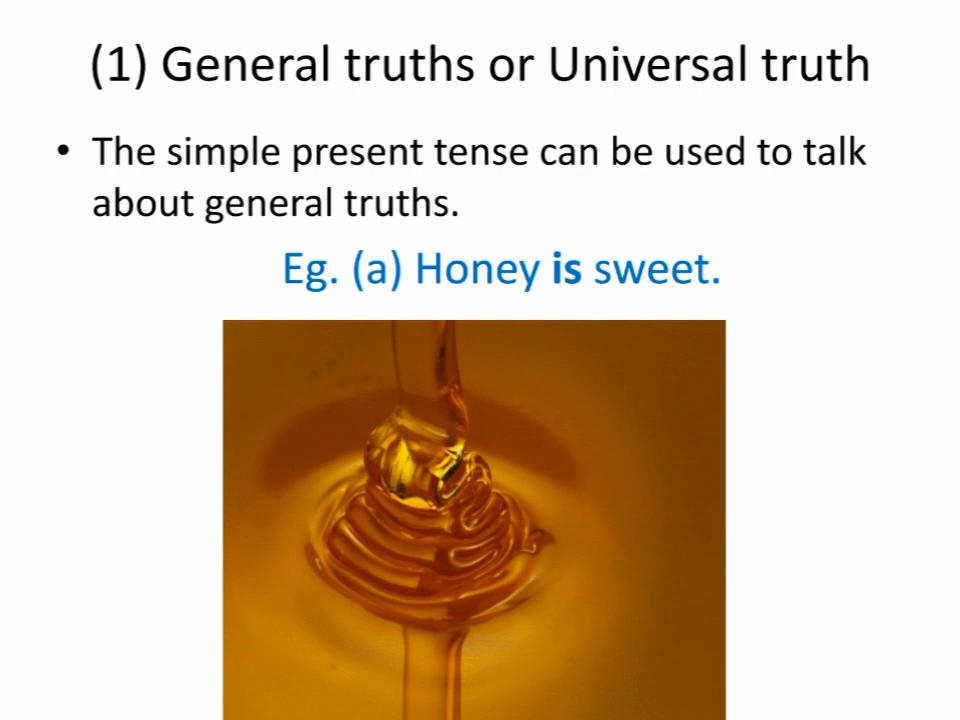 (1) General truths or Universal truth
• The simple present tense can be used to talk
about general truths.
Eg. (a) Honey is sweet.